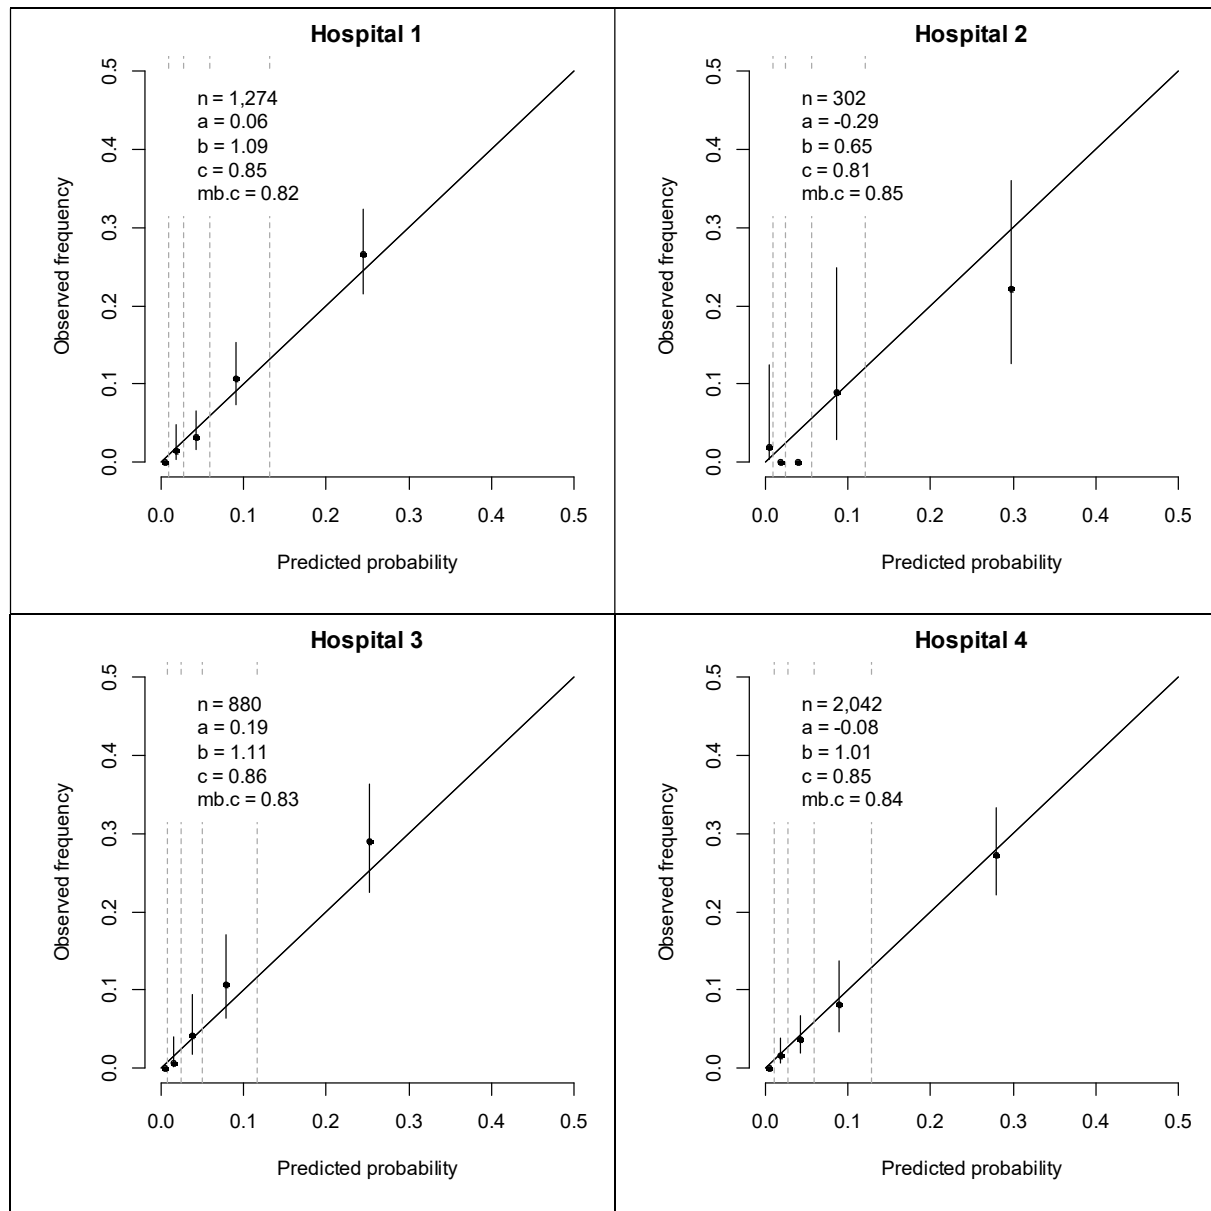 Hospital 1
n = 1,274
a = 0.06
b = 1.09
c = 0.85
mb.c = 0.82
Observed frequency
0.0 0.1 0.2 0.3 0.4 0.5
0.0 0.1 0.2 0.3 0.4 0.5
Predicted probability
Hospital 2
n = 302
a = -0.29
b = 0.65
c = 0.81
mb.c = 0.85
Observed frequency
0.0 0.1 0.2 0.3 0.4 0.5
0.0 0.1 0.2 0.3 0.4 0.5
Predicted probability
Hospital 3
n = 880
a = 0.19
b = 1.11
c = 0.86
mb.c = 0.83
Observed frequency
0.0 0.1 0.2 0.3 0.4 0.5
0.0 0.1 0.2 0.3 0.4 0.5
Predicted probability
Hospital 4
n = 2,042
a = -0.08
b = 1.01
c = 0.85
mb.c = 0.84
Observed frequency
0.0 0.1 0.2 0.3 0.4 0.5
0.0 0.1 0.2 0.3 0.4 0.5
Predicted probability